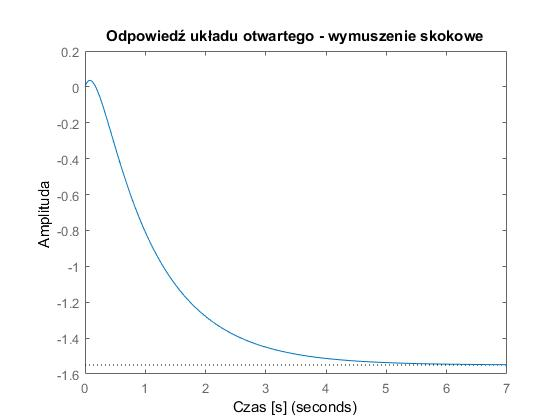 Odpowiedź układu otwartego - wymuszenie skokowe
0.2
0
-0.2
-0.4
-0.6
-0.8
-1
-1.2
-1.4
-1.6
Amplituda
0 1 2 3 4 5 6 7
Czas [s] (seconds)